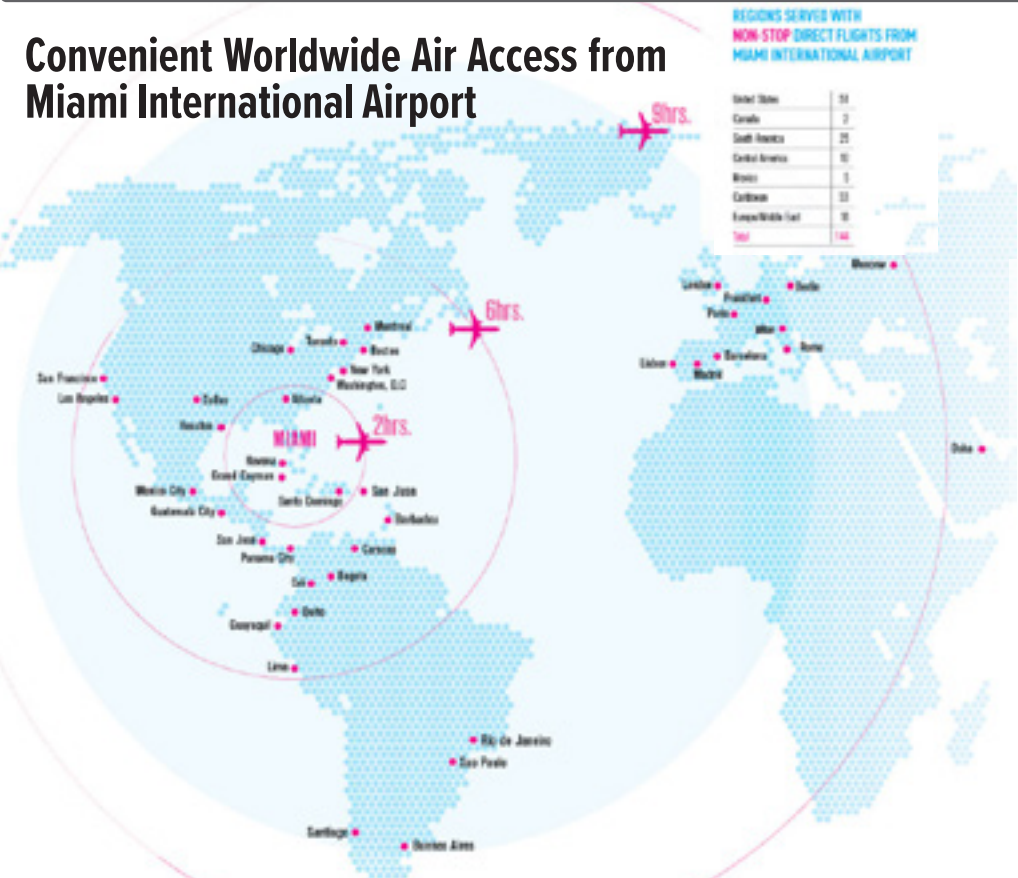 Convenient Worldwide Air Access from
Miami International Airport
REGIONS SERVED WITH
NON-STOP DIRECT FLIGHTS FROM
MIAMI INTERNATIONAL AIRPORT
United States
Canada 2
South America
Central America 10
Mexico
Caribbean
Europe/Middle East
Total
9hrs.
Moscow
London
Berlin
Frankfurt
Paris
6hrs.
Montreal
Toronto
Milan
Chicago
Boston
Rome
Barcelona
Lisbon
Madrid
New York
San Francisco
Washington, D.C
Los Angeles
Dallas
Atlanta
Houston
2hrs.
MIAMI
Doha
Havana
Grand Cayman
Mexico City
San Juan
Santo Domingo
Guatemala City
Barbados
San José
Panama City
Caracas
Cali
Bogota
Quito
Guayaquil
Lima
Rio de Janeiro
Sao Paulo
Santiago
Buenos Aires